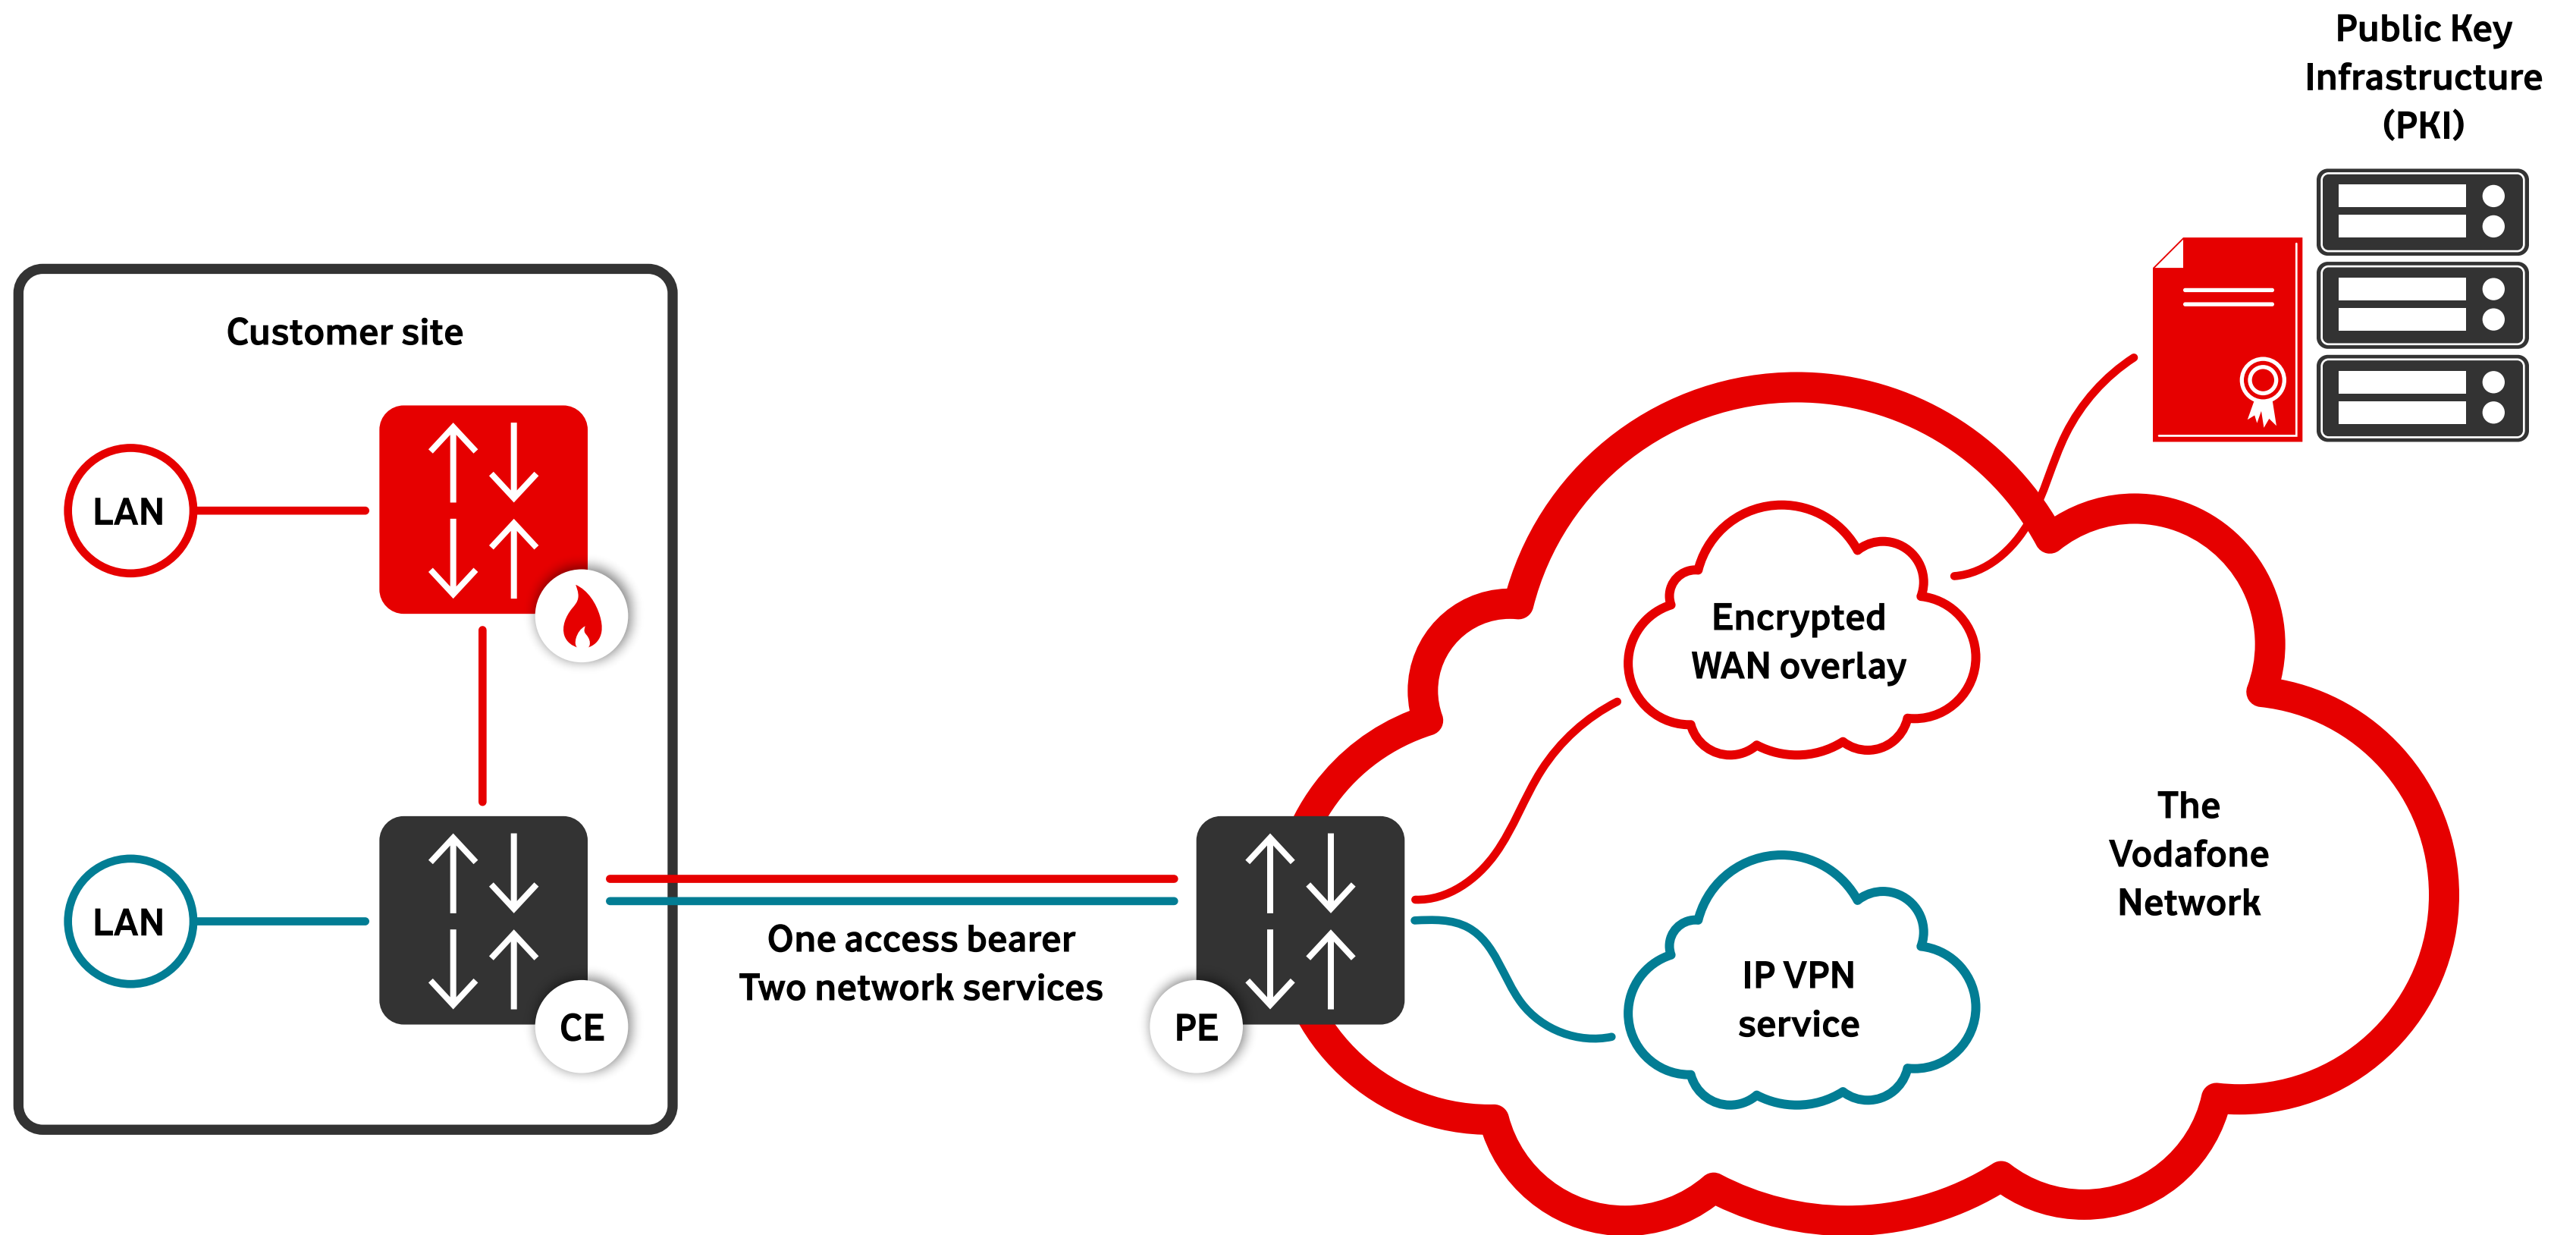 Public Key
Infrastructure
(PKI)
Customer site
LAN
Encrypted
WAN overlay
The
Vodafone
Network
LAN
One access bearer
Two network services
CE
PE
IP VPN
service